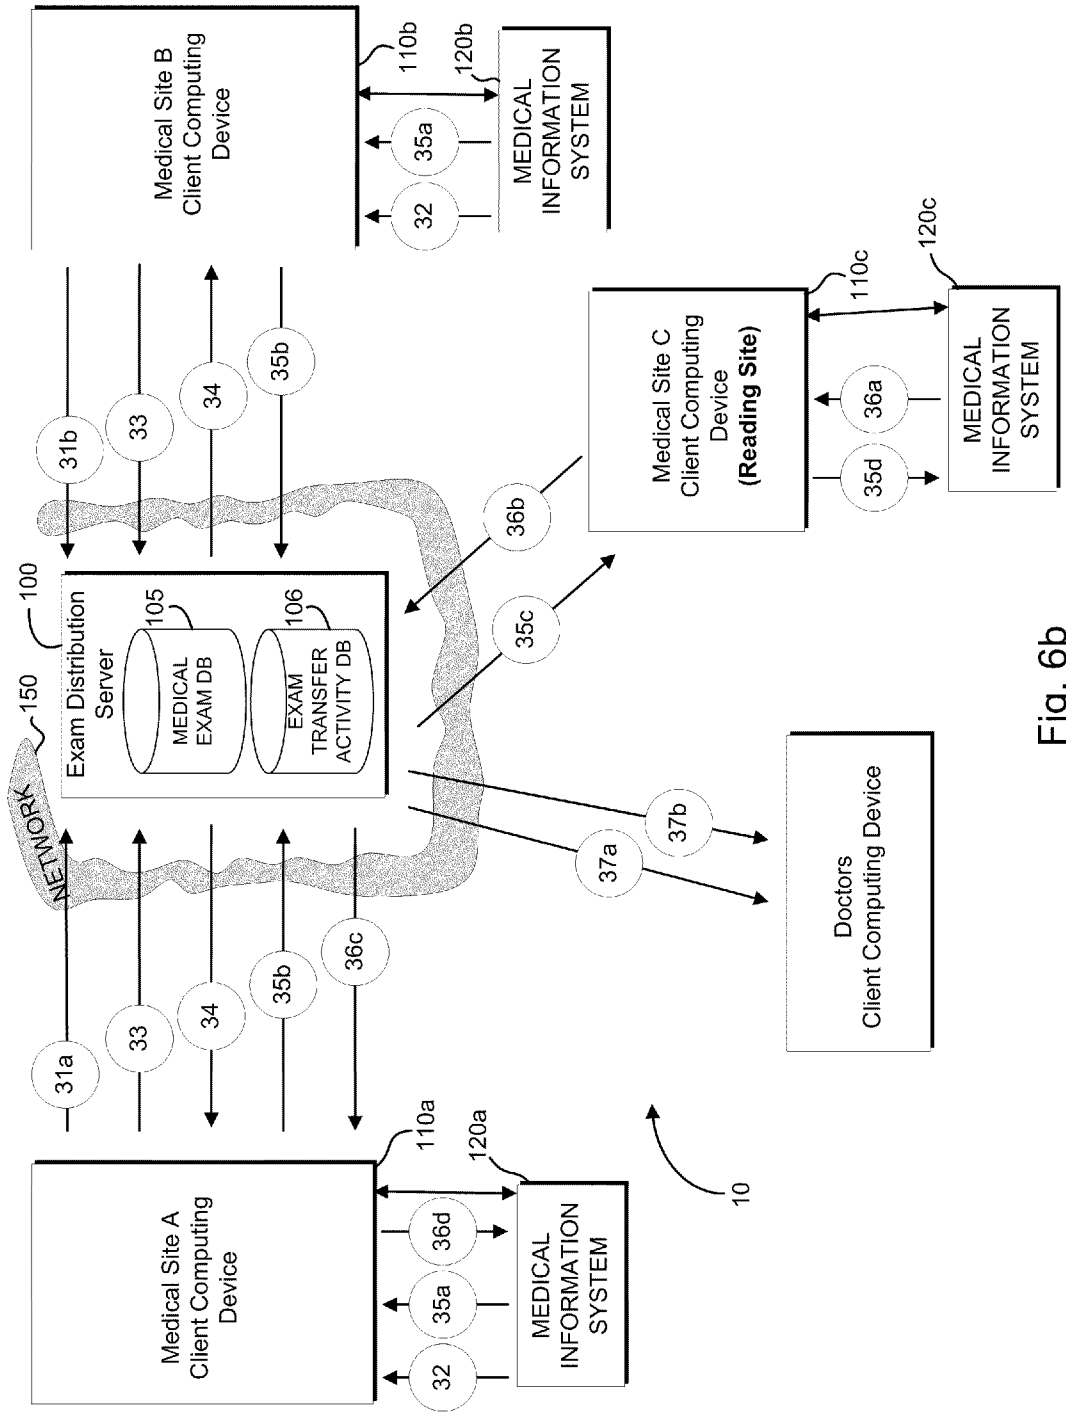 NETWORK
150
100
Exam Distribution
Server
105
MEDICAL
EXAM DB
106
EXAM
TRANSFER
ACTIVITY DB
Medical Site A
Client Computing
Device
110a
31a
33
34
35b
36c
32
35a
36d
120a
MEDICAL
INFORMATION
SYSTEM
Medical Site B
Client Computing
Device
110b
31b
33
34
35b
32
35a
120b
MEDICAL
INFORMATION
SYSTEM
36b
35c
37a
37b
Medical Site C
Client Computing
Device
(Reading Site)
110c
35d
36a
120c
MEDICAL
INFORMATION
SYSTEM
Doctors
Client Computing Device
10
Fig. 6b